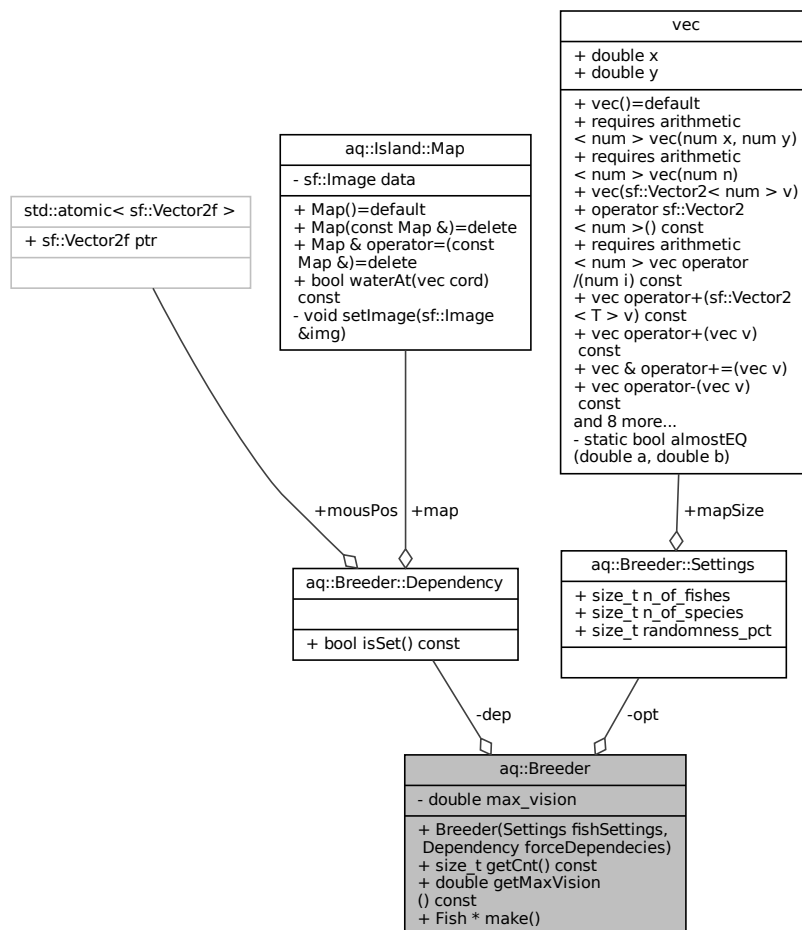 vec
+ double x
+ double y
+ vec()=default
+ requires arithmetic
< num > vec(num x, num y)
+ requires arithmetic
< num > vec(num n)
+ vec(sf::Vector2< num > v)
+ operator sf::Vector2
< num >() const
+ requires arithmetic
< num > vec operator
/(num i) const
+ vec operator+(sf::Vector2
< T > v) const
+ vec operator+(vec v)
const
+ vec & operator+=(vec v)
+ vec operator-(vec v)
const
and 8 more...
- static bool almostEQ
(double a, double b)
aq::Island::Map
- sf::Image data
+ Map()=default
+ Map(const Map &)=delete
+ Map & operator=(const
Map &)=delete
+ bool waterAt(vec cord)
const
- void setImage(sf::Image
&img)
std::atomic< sf::Vector2f >
+ sf::Vector2f ptr
+mousPos
+map
+mapSize
aq::Breeder::Dependency
+ bool isSet() const
aq::Breeder::Settings
+ size_t n_of_fishes
+ size_t n_of_species
+ size_t randomness_pct
-dep
-opt
aq::Breeder
- double max_vision
+ Breeder(Settings fishSettings,
Dependency forceDependecies)
+ size_t getCnt() const
+ double getMaxVision
() const
+ Fish * make()